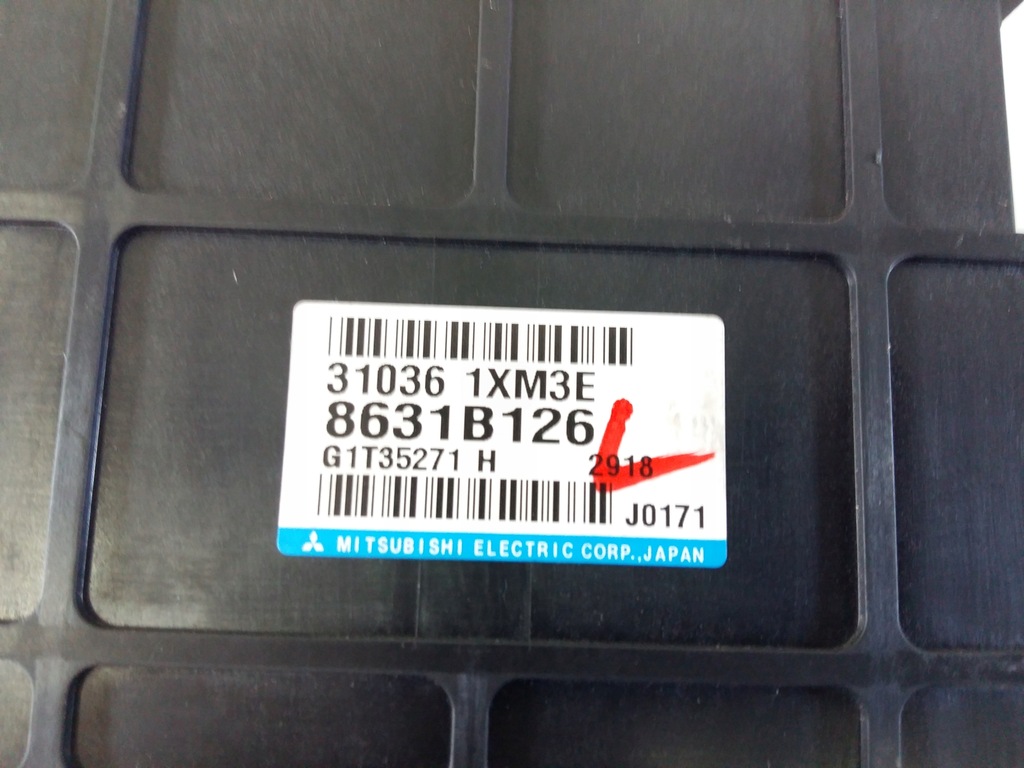 31036 1XM3E
8631B126
G1T35271 H 2918
J0171
MITSUBISHI ELECTRIC CORP.,JAPAN